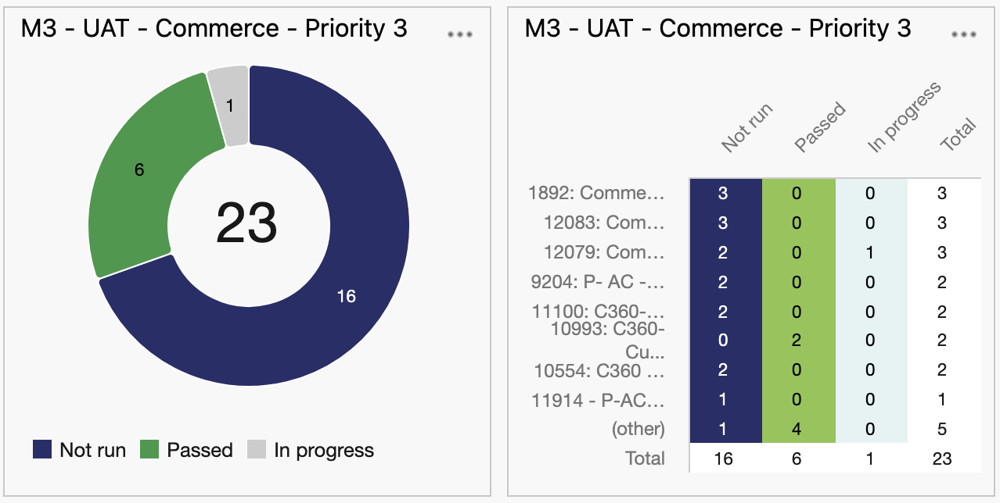 M3 - UAT - Commerce - Priority 3
1
6
23
16
Not run Passed In progress
M3 - UAT - Commerce - Priority 3
Not run Passed In progress Total
1892: Comme... 3 0 0 3
12083: Com... 3 0 0 3
12079: Com... 2 0 1 3
9204: P- AC -... 2 0 0 2
11100: C360-... 2 0 0 2
10993: C360-
Cu... 0 2 0 2
10554: C360 ... 2 0 0 2
11914 - P-AC... 1 0 0 1
(other) 1 4 0 5
Total 16 6 1 23